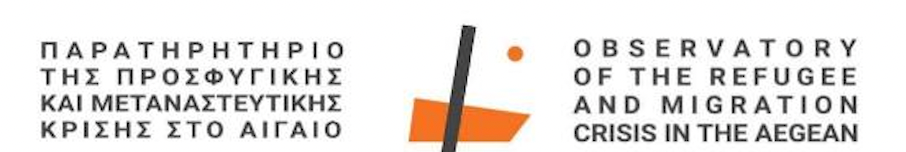 ΠΑΡΑΤΗΡΗΤΗΡΙΟ
ΤΗΣ ΠΡΟΣΦΥΓΙΚΗΣ
ΚΑΙ ΜΕΤΑΝΑΣΤΕΥΤΙΚΗΣ
ΚΡΙΣΗΣ ΣΤΟ ΑΙΓΑΙΟ
OBSERVATORY
OF THE REFUGEE
AND MIGRATION
CRISIS IN THE AEGEAN